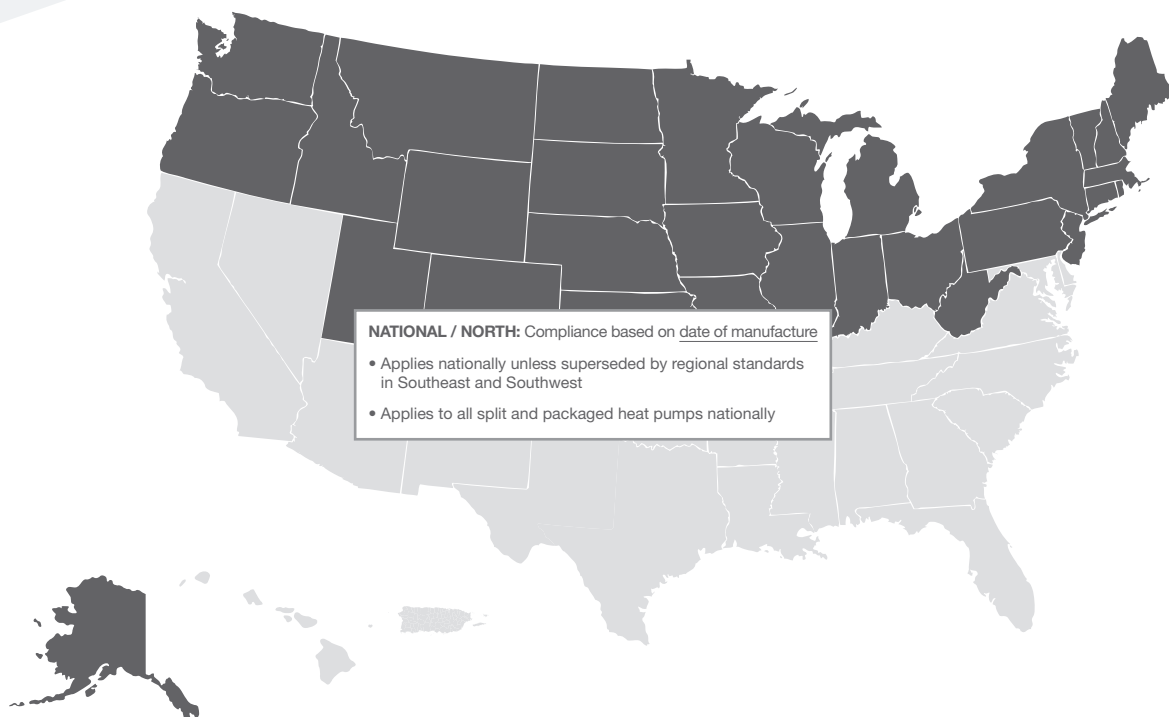 NATIONAL / NORTH: Compliance based on date of manufacture
• Applies nationally unless superseded by regional standards
in Southeast and Southwest
• Applies to all split and packaged heat pumps nationally